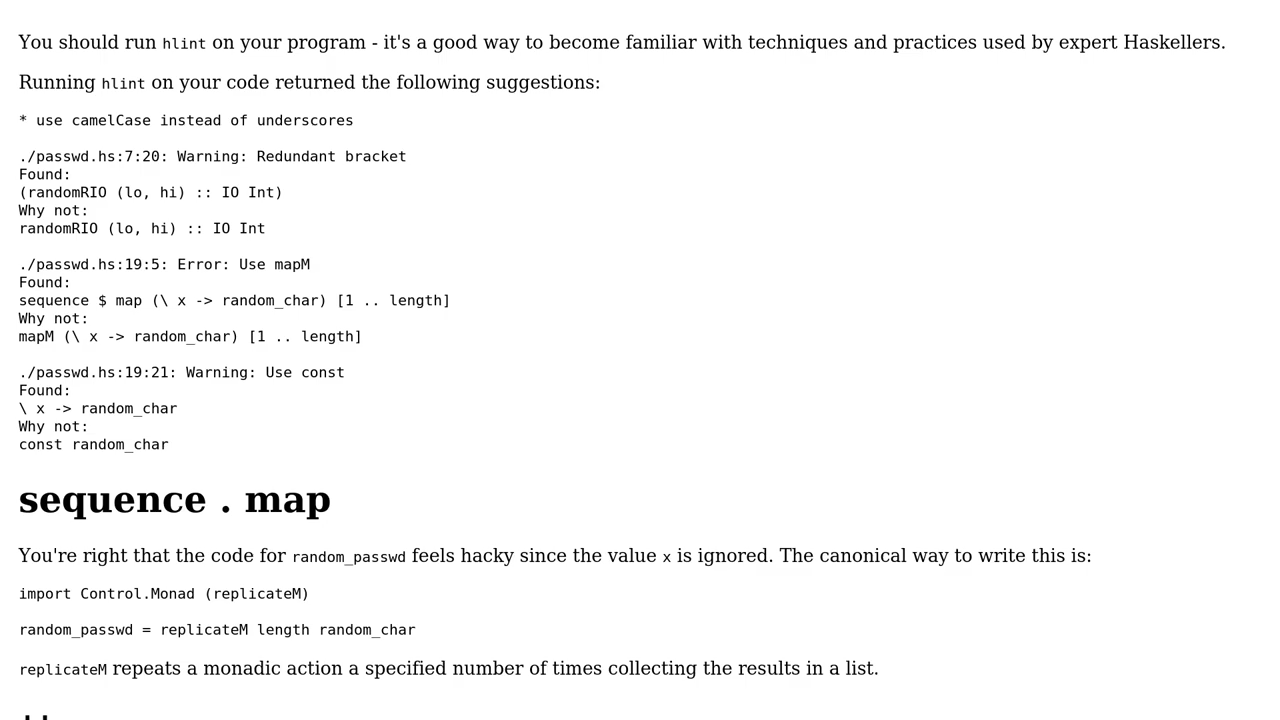 You should run hlint on your program - it's a good way to become familiar with techniques and practices used by expert Haskellers.
Running hlint on your code returned the following suggestions:
* use camelCase instead of underscores
./passwd.hs:7:20: Warning: Redundant bracket
Found:
(randomRIO (lo, hi) :: IO Int)
Why not:
randomRIO (lo, hi) :: IO Int
./passwd.hs:19:5: Error: Use mapM
Found:
sequence $ map (\ x -> random_char) [1 .. length]
Why not:
mapM (\ x -> random_char) [1 .. length]
./passwd.hs:19:21: Warning: Use const
Found:
\ x -> random_char
Why not:
const random_char
sequence . map
You're right that the code for random_passwd feels hacky since the value x is ignored. The canonical way to write this is:
import Control.Monad (replicateM)
random_passwd = replicateM length random_char
replicateM repeats a monadic action a specified number of times collecting the results in a list.